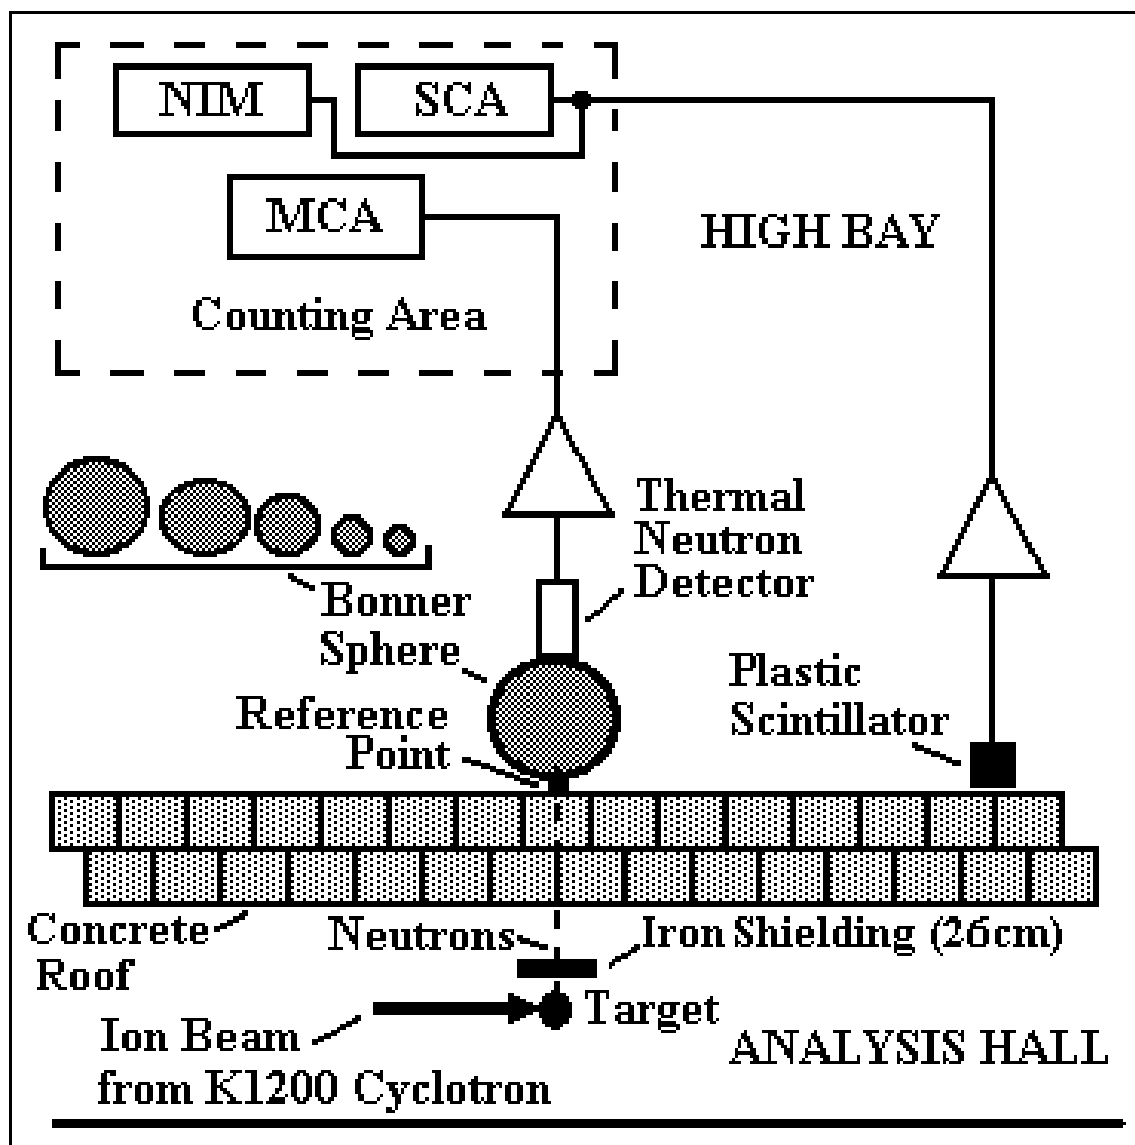 NIM
SCA
MCA
HIGH BAY
Counting Area
Thermal
Neutron
Detector
Bonner
Sphere
Plastic
Scintillator
Reference
Point
Concrete
Roof
Neutrons
Iron Shielding (26cm)
Target
Ion Beam
from K1200 Cyclotron
ANALYSIS HALL